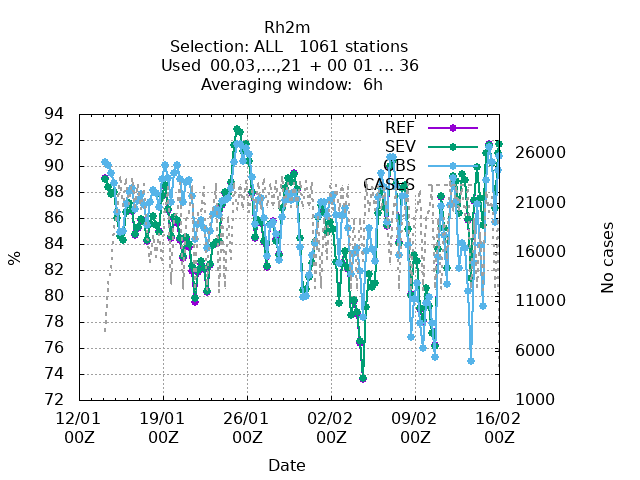 Rh2m
Selection: ALL   1061 stations
Used  00,03,...,21  + 00 01 ... 36
Averaging window:  6h
94
92
90
88
86
84
82
80
78
76
74
72
%
REF
SEV
OBS
CASES
26000
21000
16000
11000
6000
1000
No cases
12/01 00Z
19/01 00Z
26/01 00Z
02/02 00Z
09/02 00Z
16/02 00Z
Date